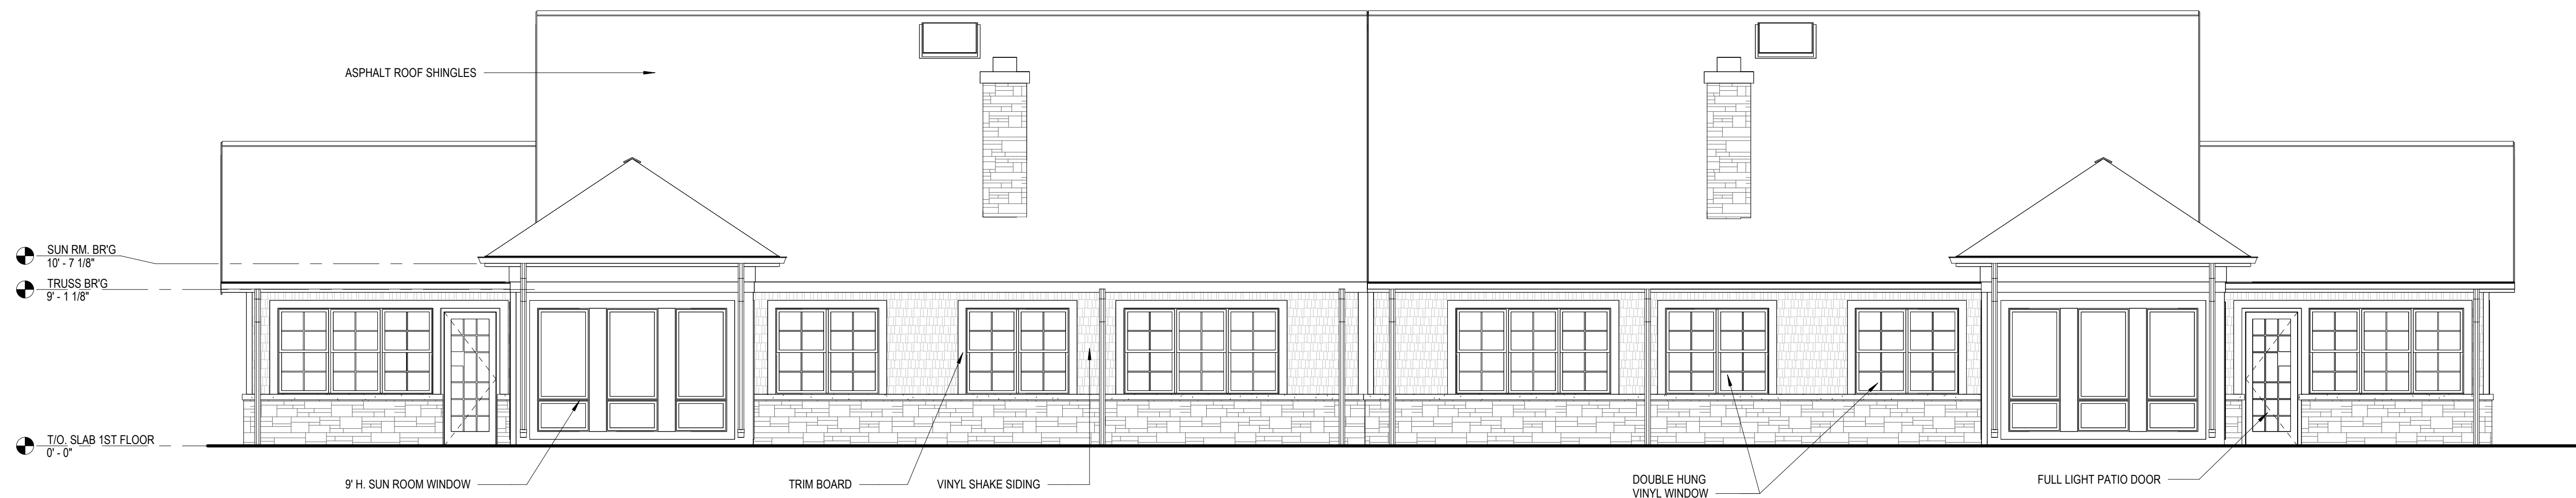 ASPHALT ROOF SHINGLES
SUN RM. BR'G
10' - 7 1/8"
TRUSS BR'G
9' - 1 1/8"
T/O. SLAB 1ST FLOOR
0' - 0"
9' H. SUN ROOM WINDOW
TRIM BOARD
VINYL SHAKE SIDING
DOUBLE HUNG
VINYL WINDOW
FULL LIGHT PATIO DOOR